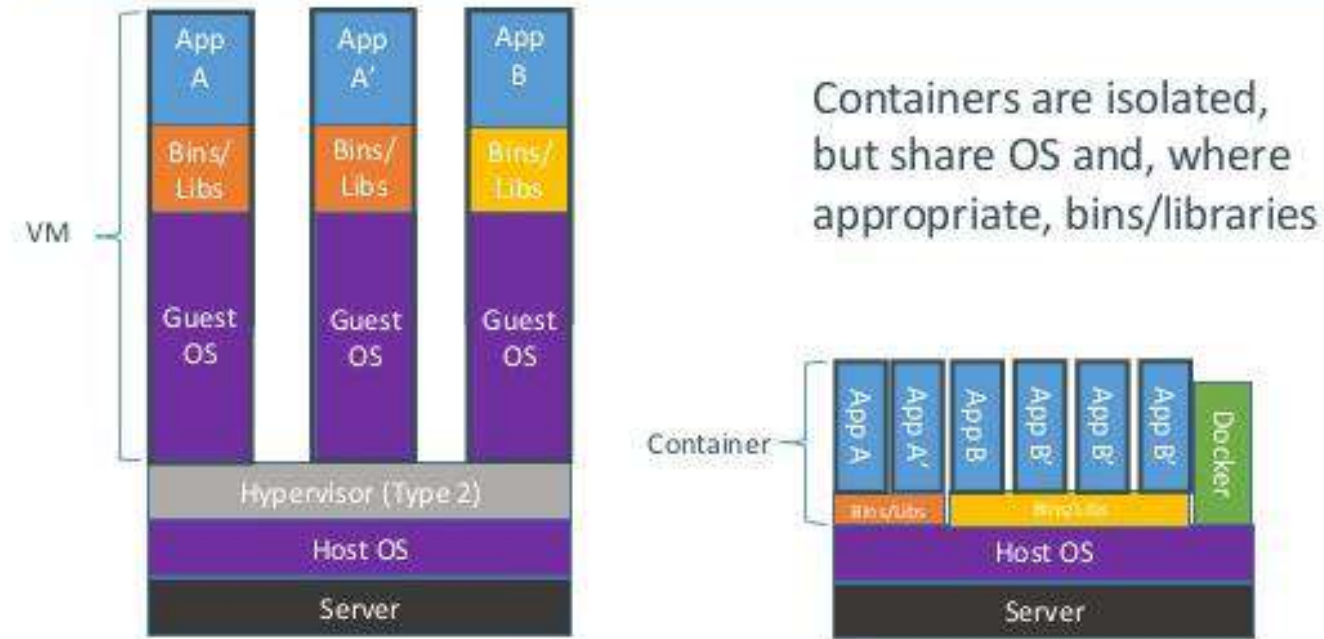 VM
App
A
Bins/
Libs
Guest
OS
App
A'
Bins/
Libs
Guest
OS
App
B
Bins/
Libs
Guest
OS
Hypervisor (Type 2)
Host OS
Server
Containers are isolated,
but share OS and, where
appropriate, bins/libraries
Container
App A
App A'
App B
App B'
App B'
App B'
Docker
Bins/Libs
Bins/Libs
Host OS
Server